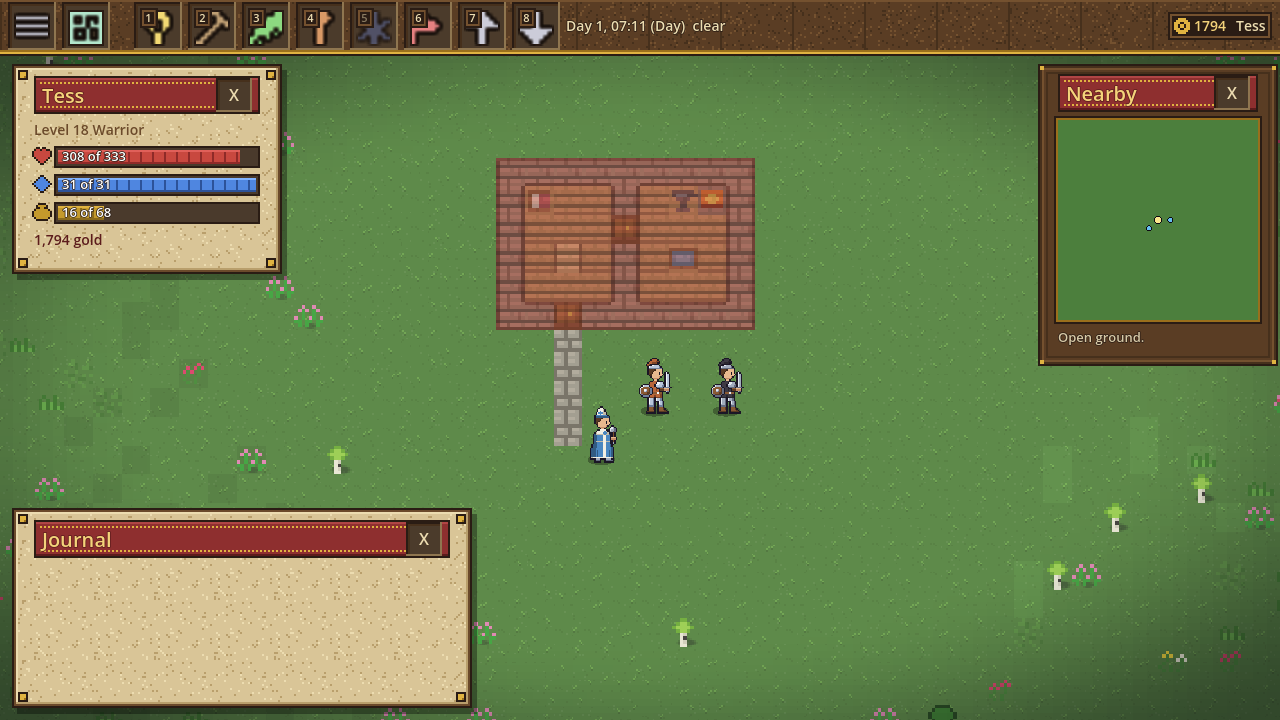 1 2 3 4 5 6 7 8 Day 1, 07:11 (Day) clear 1794 Tess
Tess X
Level 18 Warrior
308 of 333
31 of 31
16 of 68
1,794 gold
Nearby X
Open ground.
Journal X